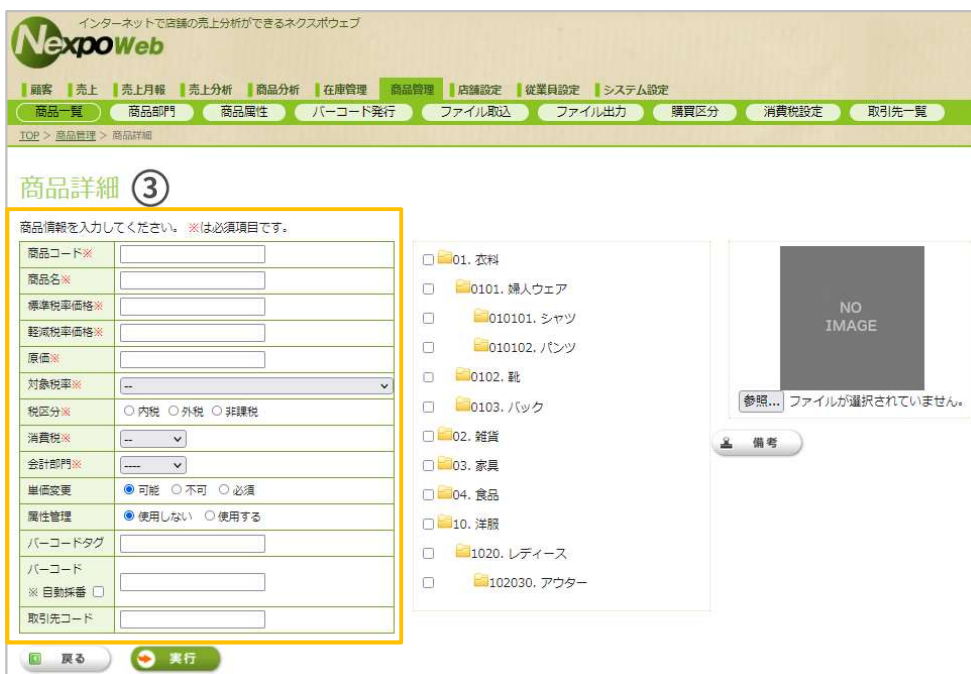 インターネットで店舗の売上分析ができるネクスポウェブ
NexpoWeb
顧客 売上 売上月報 売上分析 商品分析 在庫管理 商品管理 店舗設定 従業員設定 システム設定
商品一覧 商品部門 商品属性 バーコード発行 ファイル取込 ファイル出力 購買区分 消費税設定 取引先一覧
TOP > 商品管理 > 商品詳細
商品詳細 ③
商品情報を入力してください。 ※は必須項目です。
商品コード※
商品名※
標準税率価格※
軽減税率価格※
原価※
対象税率※ --
税区分※ 内税 外税 非課税
消費税※ --
会計部門※ ----
単価変更 可能 不可 必須
属性管理 使用しない 使用する
バーコードタグ
バーコード
※ 自動採番
取引先コード
01. 衣料
0101. 婦人ウェア
010101. シャツ
010102. パンツ
0102. 靴
0103. バック
02. 雑貨
03. 家具
04. 食品
10. 洋服
1020. レディース
102030. アウター
NO
IMAGE
参照... ファイルが選択されていません。
備考
戻る 実行